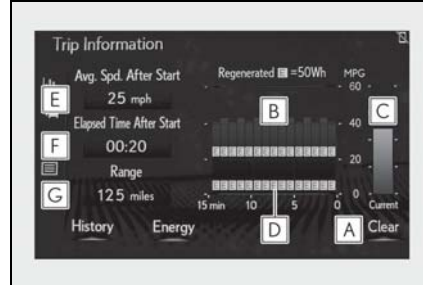 Trip Information
Avg. Spd. After Start
25 mph
Elapsed Time After Start
00:20
Range
125 miles
Regenerated E =50Wh
MPG
60
40
20
0
15 min 10 5 0
Current
History
Energy
Clear
E
F
G
B
C
D
A